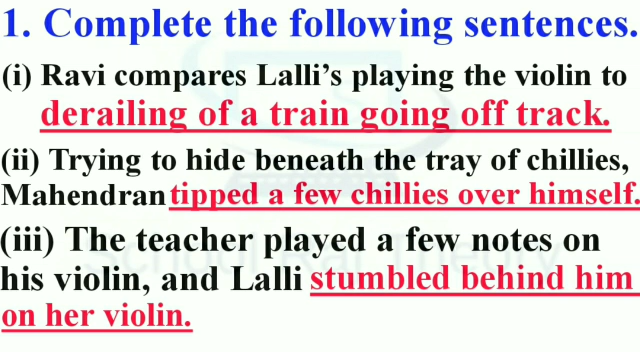 1. Complete the following sentences.
(i) Ravi compares Lalli's playing the violin to
derailing of a train going off track.
(ii) Trying to hide beneath the tray of chillies,
Mahendran tipped a few chillies over himself.
(iii) The teacher played a few notes on
his violin, and Lalli stumbled behind him
on her violin.